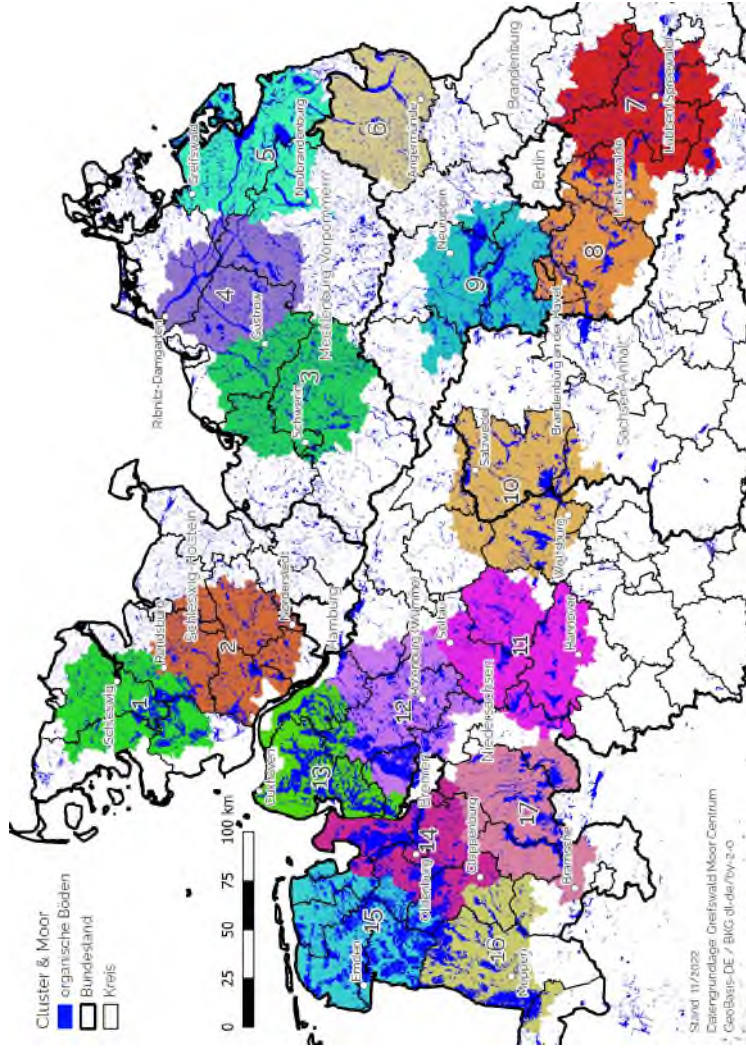 Cluster & Moor
organische Böden
Bundesland
Kreis
0
25
50
75
100 km
Schleswig
1
Rendsburg
Schleswig Holstein
2
Norderstedt
Hamburg
Ribnitz-Damgarten
Greifswald
4
5
Güstrow
Neubrandenburg
Schwerin
3
Mecklenburg Vorpommern
6
Angermünde
Cuxhaven
13
12
Rotenburg (Wümme)
Bremen
Emden
15
14
Oldenburg
Cloppenburg
Meppen
16
17
Bramsche
Niedersachsen
Soltau
11
Hannover
Salzwedel
10
Wolfsburg
Neuruppin
9
Brandenburg
Berlin
Brandenburg an der Havel
8
Luckenwalde
7
Lübben/Spreewald
Sachsen-Anhalt
Stand: 11/2022
Datengrundlage: Greifswald Moor Centrum
GeoBasis-DE / BKG dl-de/by-2-0